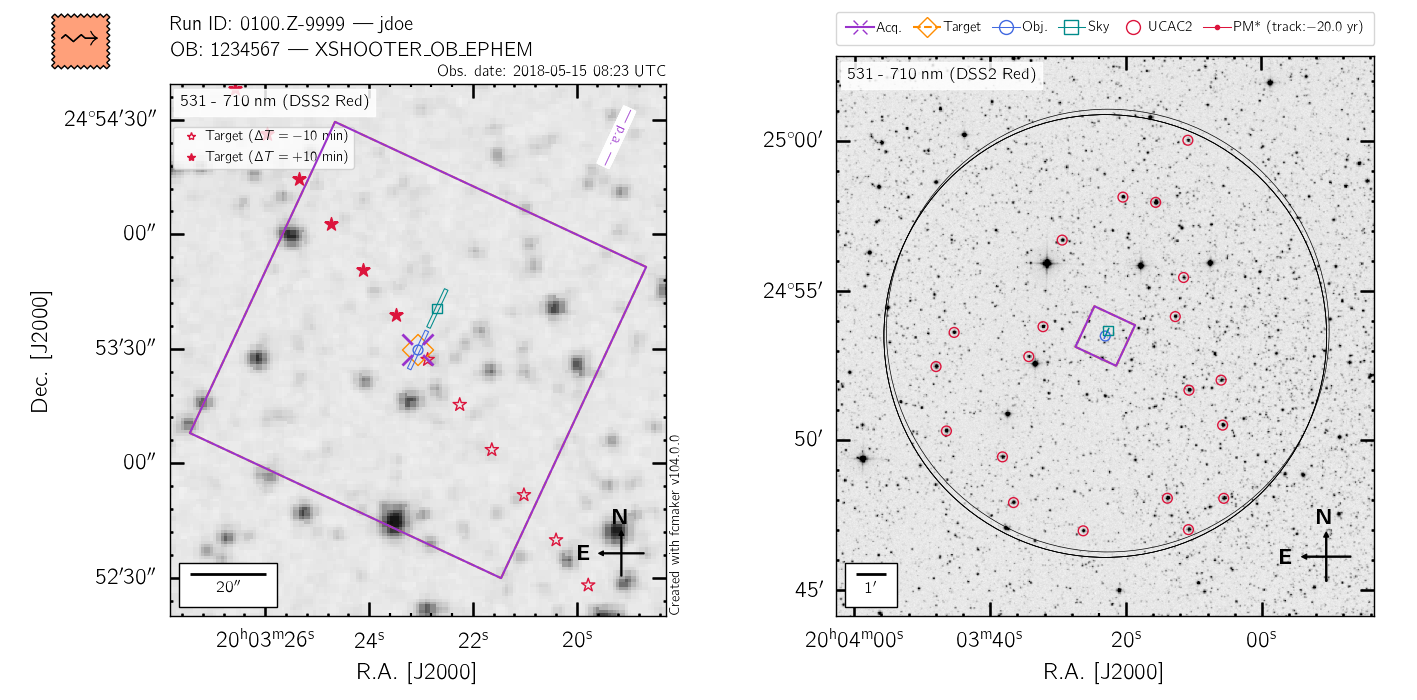 Run ID: 0100.Z-9999 — jdoe
OB: 1234567 — XSHOOTER_OB_EPHEM
Obs. date: 2018-05-15 08:23 UTC
531 - 710 nm (DSS2 Red)
Target (ΔT = −10 min)
Target (ΔT = +10 min)
— p.a. —
24°54′30″
00″
53′30″
00″
52′30″
Dec. [J2000]
N
E
20″
Created with fcmaker v104.0.0
20ʰ03ᵐ26ˢ
24ˢ
22ˢ
20ˢ
R.A. [J2000]
Acq. Target Obj. Sky UCAC2 PM* (track:−20.0 yr)
531 - 710 nm (DSS2 Red)
25°00′
24°55′
50′
45′
N
E
1′
20ʰ04ᵐ00ˢ
03ᵐ40ˢ
20ˢ
00ˢ
R.A. [J2000]